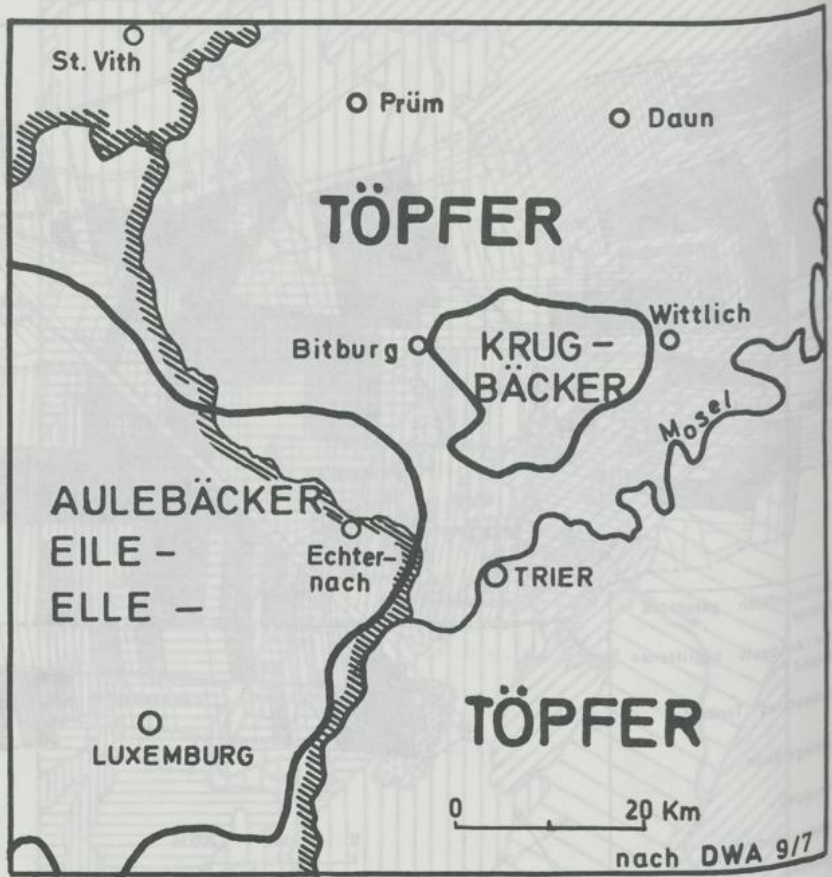 St. Vith
Prüm
Daun
TÖPFER
Bitburg
KRUG-
BÄCKER
Wittlich
Mosel
AULEBÄCKER
EILE -
ELLE -
Echter-
nach
TRIER
LUXEMBURG
TÖPFER
0 20 Km
nach DWA 9/7